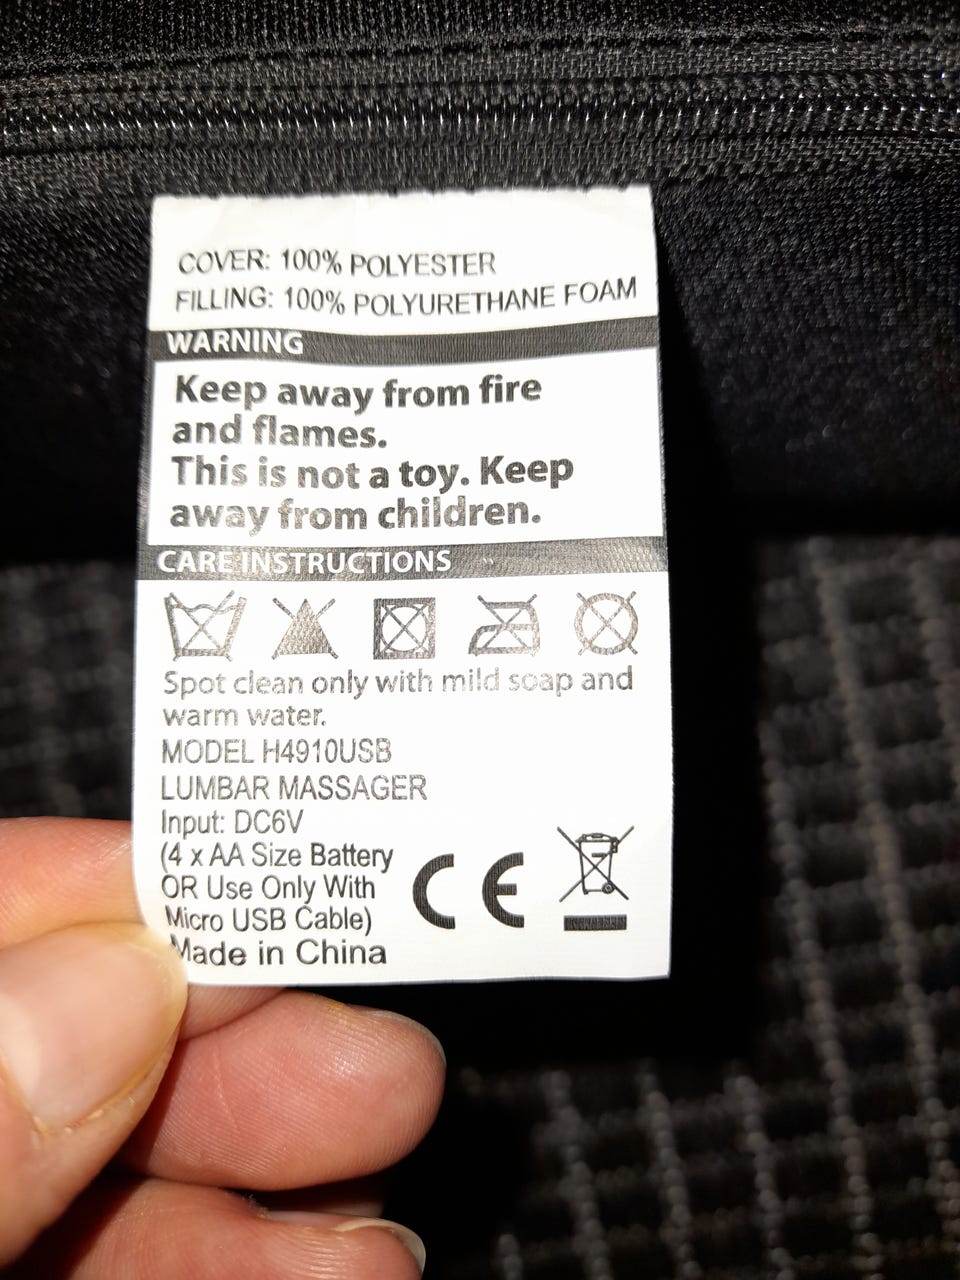 COVER: 100% POLYESTER
FILLING: 100% POLYURETHANE FOAM
WARNING
Keep away from fire
and flames.
This is not a toy. Keep
away from children.
CARE INSTRUCTIONS
Spot clean only with mild soap and
warm water.
MODEL H4910USB
LUMBAR MASSAGER
Input: DC6V
(4 x AA Size Battery
OR Use Only With
Micro USB Cable)
CE
Made in China